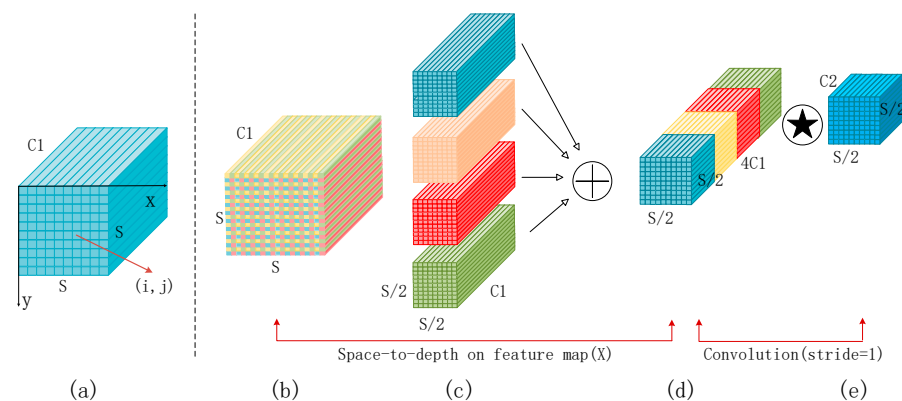 C1
x
S
S
(i,j)
y
C1
S
S
S/2
C1
S/2
S/2
4C1
S/2
C2
S/2
S/2
Space-to-depth on feature map(X)
Convolution(stride=1)
(a)
(b)
(c)
(d)
(e)